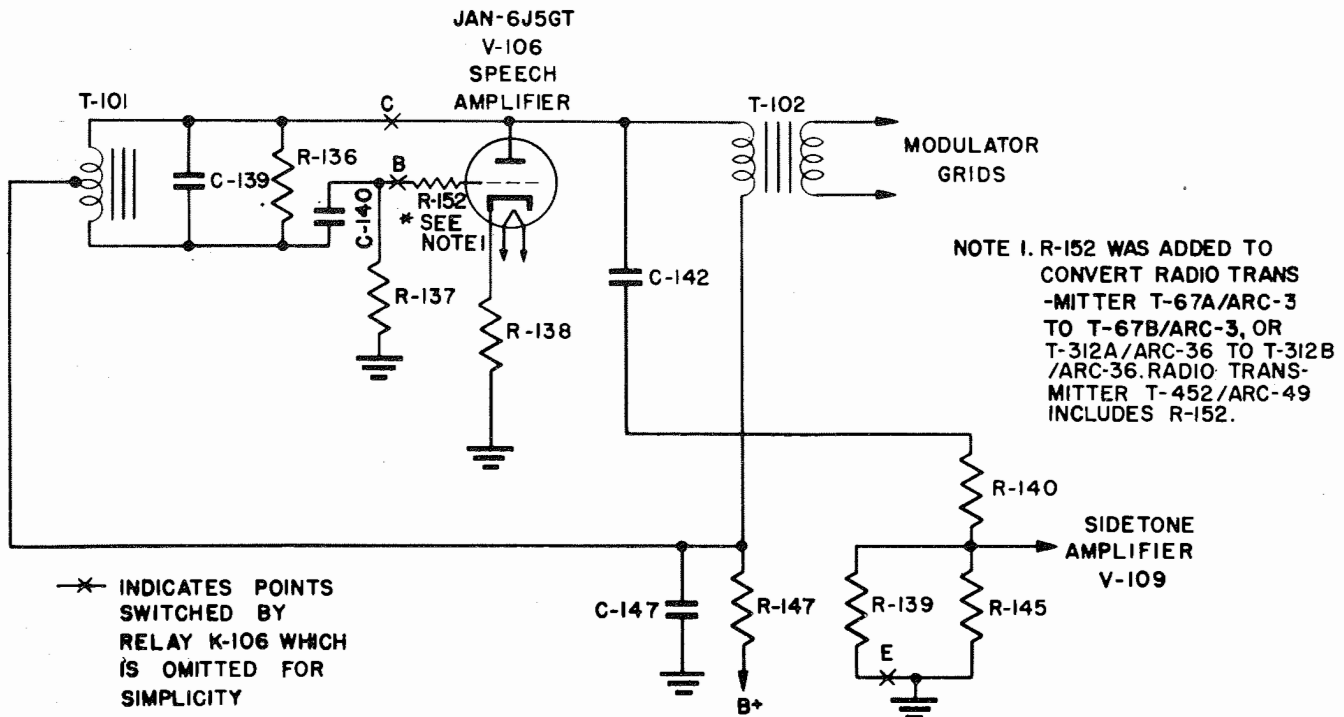 JAN-6J5GT
V-106
SPEECH
AMPLIFIER
T-101
C
T-102
R-136
C-139
B
C-140
R-152
* SEE
NOTE 1
MODULATOR
GRIDS
R-137
R-138
C-142
NOTE 1. R-152 WAS ADDED TO
CONVERT RADIO TRANS
-MITTER T-67A/ARC-3
TO T-67B/ARC-3, OR
T-312A/ARC-36 TO T-312B
/ARC-36. RADIO TRANS-
MITTER T-452/ARC-49
INCLUDES R-152.
R-140
SIDETONE
AMPLIFIER
V-109
C-147
R-147
R-139
R-145
E
B+
INDICATES POINTS
SWITCHED BY
RELAY K-106 WHICH
IS OMITTED FOR
SIMPLICITY